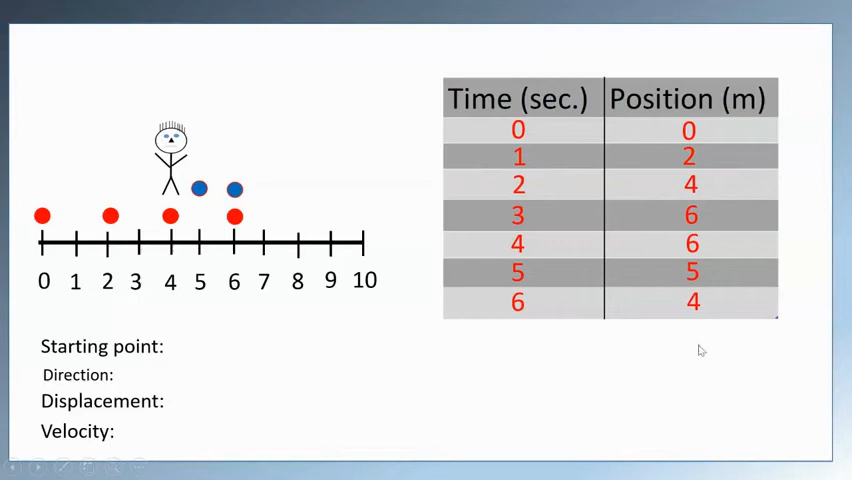 Time (sec.) Position (m)
0 0
1 2
2 4
3 6
4 6
5 5
6 4
0 1 2 3 4 5 6 7 8 9 10
Starting point:
Direction:
Displacement:
Velocity: